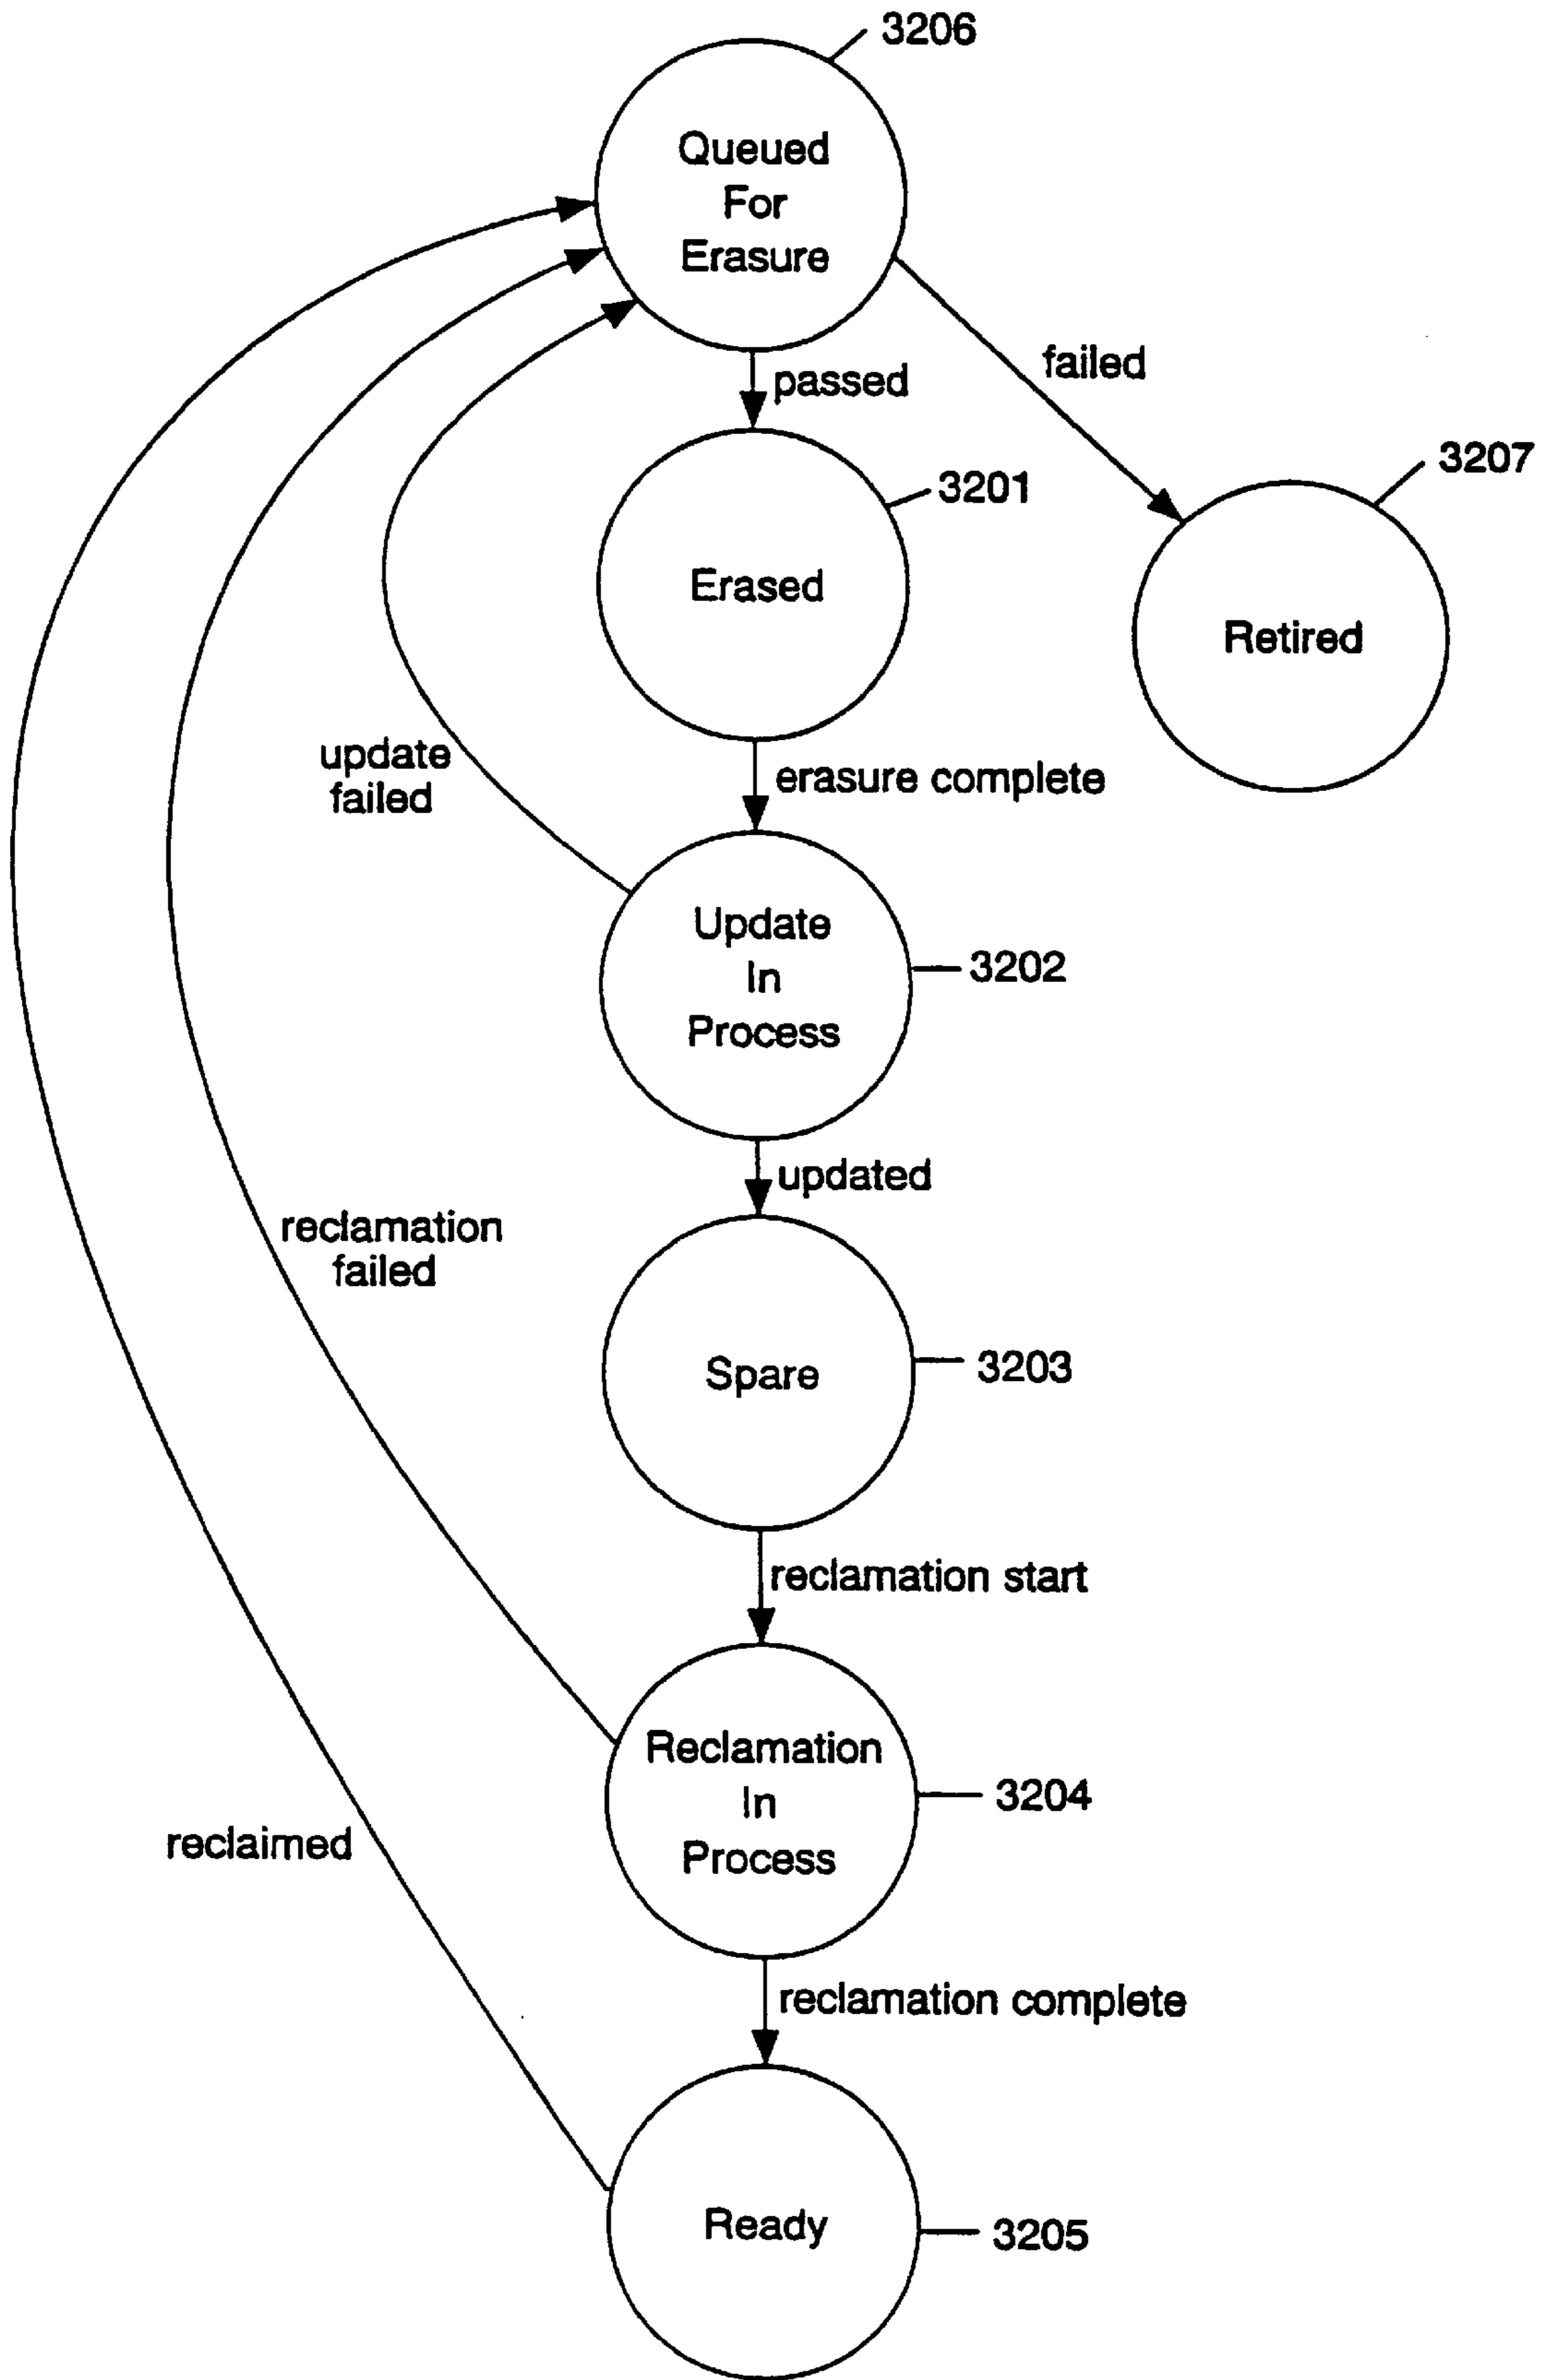 3206
Queued
For
Erasure
passed
failed
3207
3201
Erased
Retired
update
failed
erasure complete
Update
In
Process
3202
updated
reclamation
failed
Spare
3203
reclamation start
Reclamation
In
Process
3204
reclaimed
reclamation complete
Ready
3205